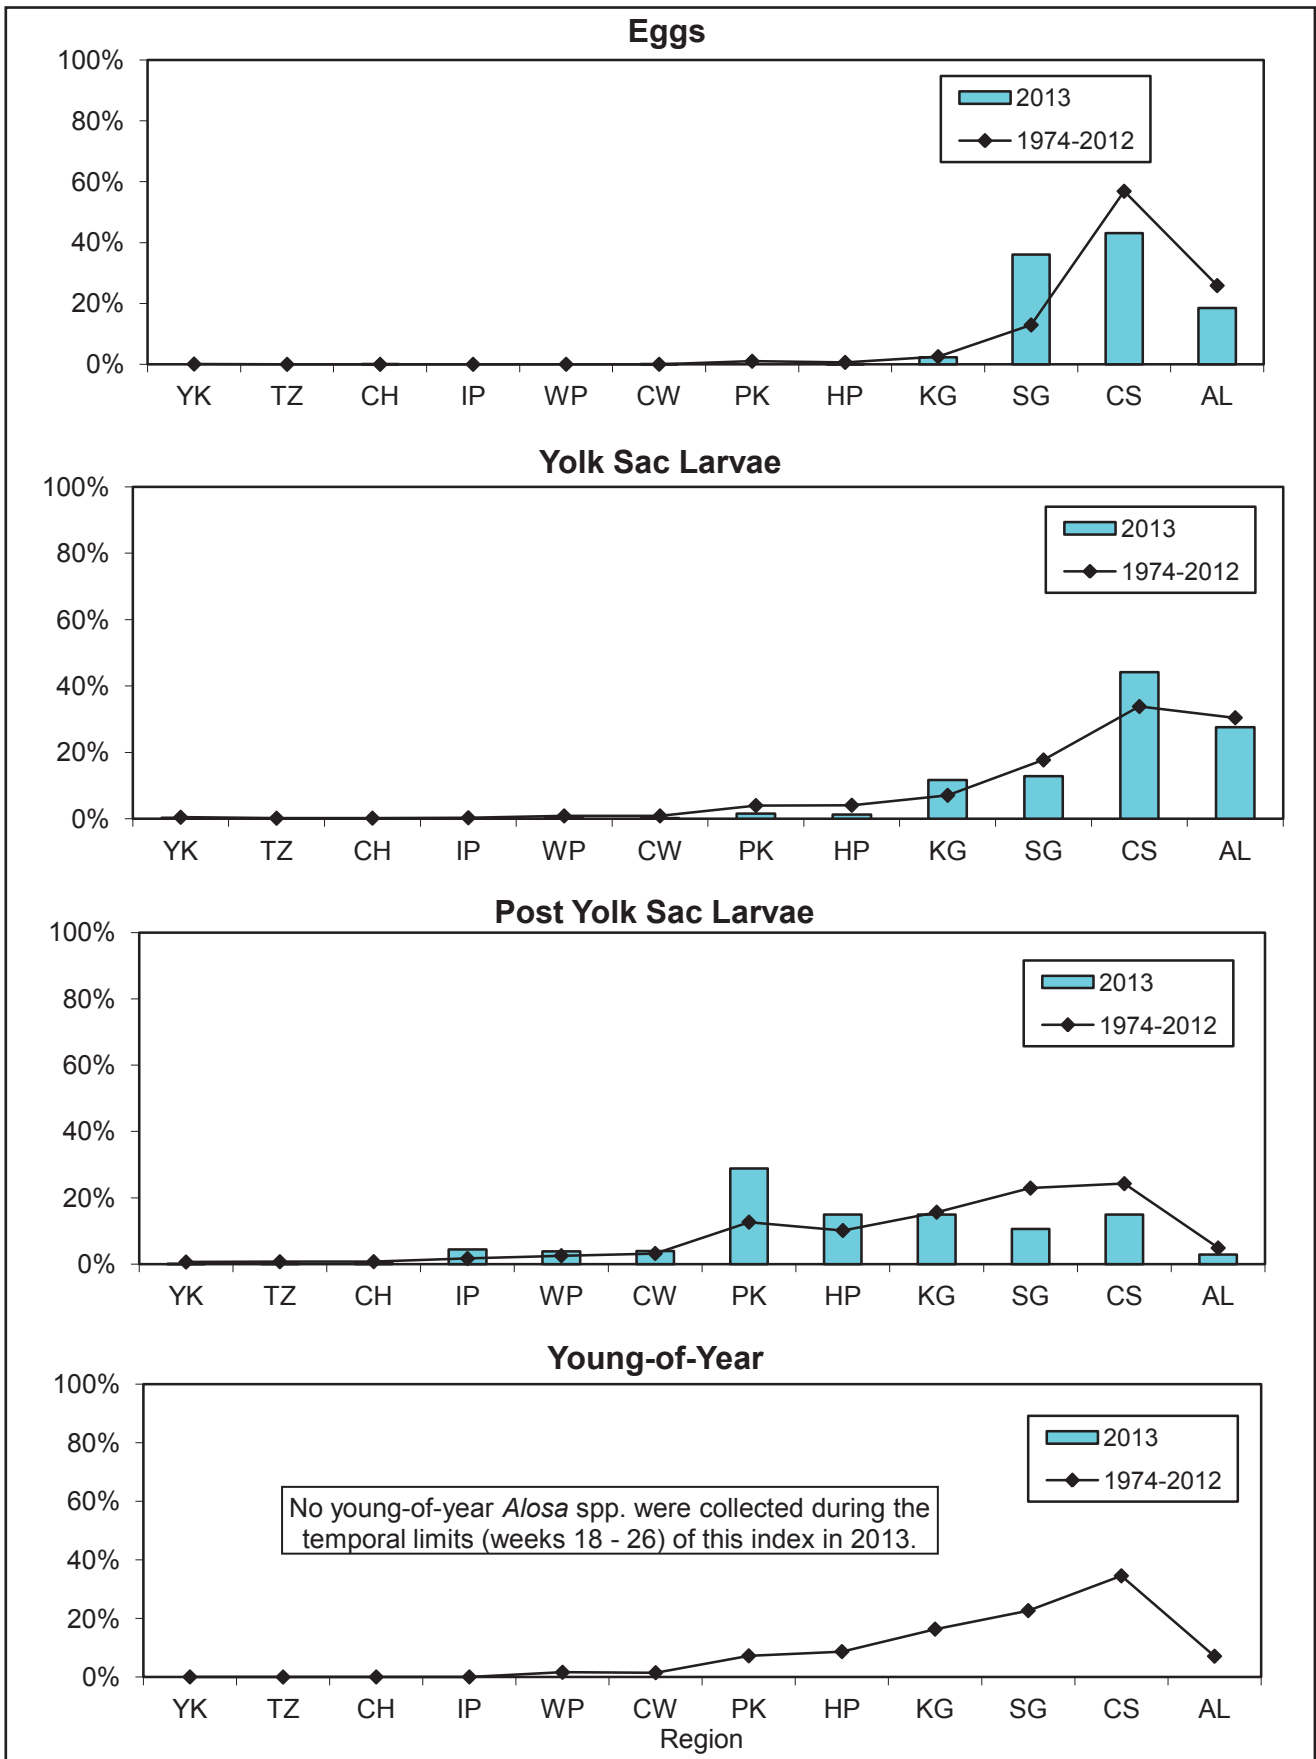 Eggs
100%
80%
60%
40%
20%
0%
2013
1974-2012
YK TZ CH IP WP CW PK HP KG SG CS AL
Yolk Sac Larvae
100%
80%
60%
40%
20%
0%
2013
1974-2012
YK TZ CH IP WP CW PK HP KG SG CS AL
Post Yolk Sac Larvae
100%
80%
60%
40%
20%
0%
2013
1974-2012
YK TZ CH IP WP CW PK HP KG SG CS AL
Young-of-Year
100%
80%
60%
40%
20%
0%
2013
1974-2012
No young-of-year Alosa spp. were collected during the
temporal limits (weeks 18 - 26) of this index in 2013.
YK TZ CH IP WP CW PK HP KG SG CS AL
Region